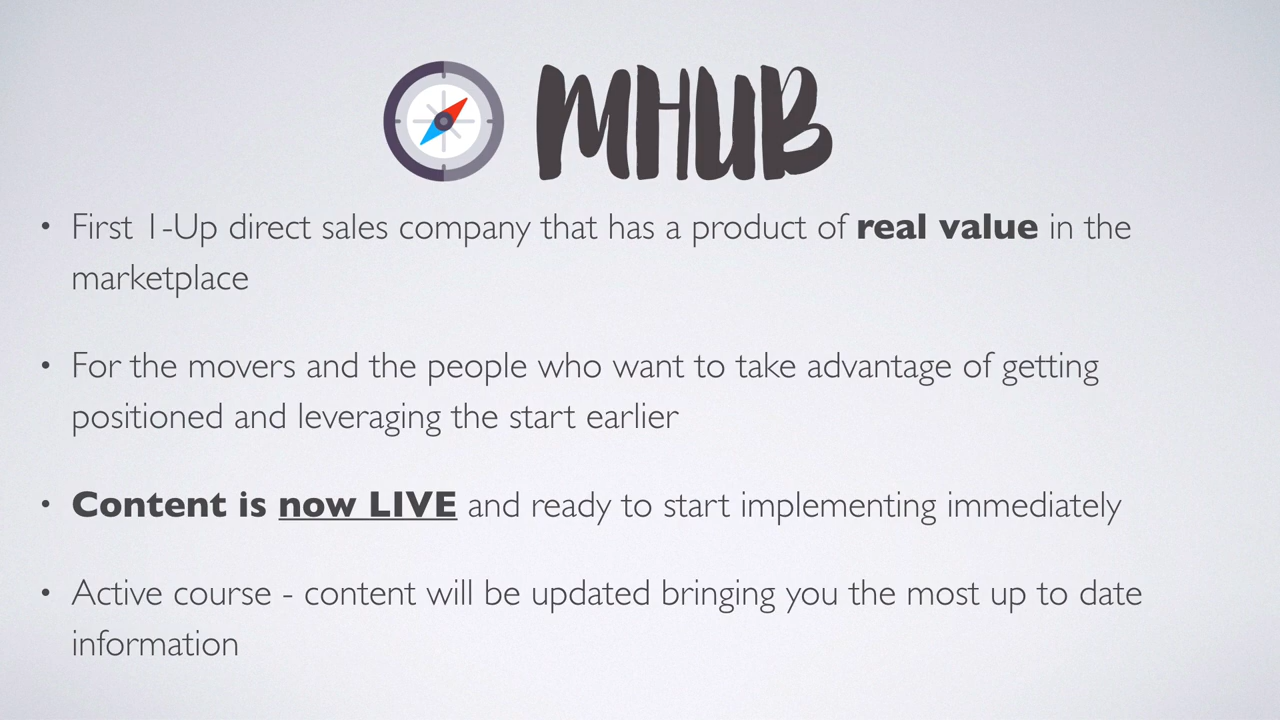 MHUB
• First 1-Up direct sales company that has a product of real value in the
marketplace
• For the movers and the people who want to take advantage of getting
positioned and leveraging the start earlier
• Content is now LIVE and ready to start implementing immediately
• Active course - content will be updated bringing you the most up to date
information